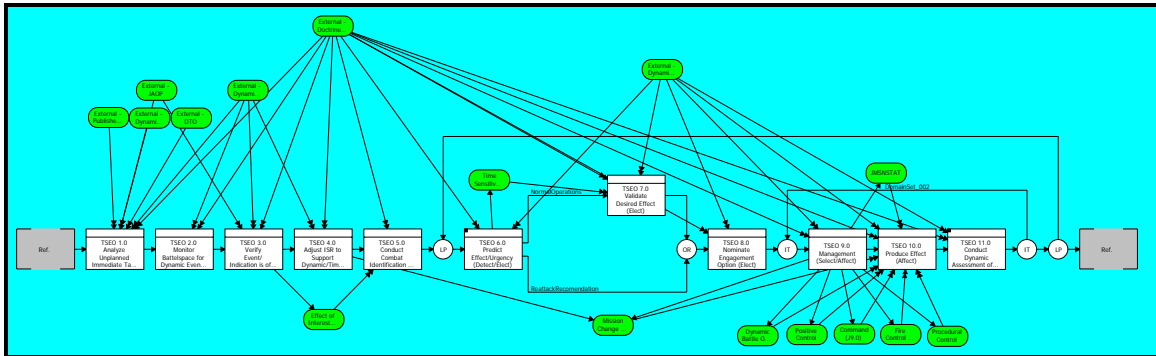 External -
Doctrine...
External -
JAOP
External -
Dynami...
External -
Publishe...
External -
Dynami...
External -
DTO
External -
Dynami...
Time
Sensitiv...
JMSNSTAT
TSEO 7.0
Validate
Desired Effect
(Elect)
NormalOperations
DomainSet_002
Ref.
TSEO 1.0
Analyze
Unplanned
Immediate Ta...
TSEO 2.0
Monitor
Battelspace for
Dynamic Even...
TSEO 3.0
Verify
Event/
Indication is of...
TSEO 4.0
Adjust ISR to
Support
Dynamic/Tim...
TSEO 5.0
Conduct
Combat
Identification ...
LP
TSEO 6.0
Predict
Effect/Urgency
(Detect/Elect)
OR
TSEO 8.0
Nominate
Engagement
Option (Elect)
IT
TSEO 9.0
Management
(Select/Affect)
TSEO 10.0
Produce Effect
(Affect)
TSEO 11.0
Conduct
Dynamic
Assessment of...
IT
LP
Ref.
ReattackRecomendation
Effect of
Interest...
Mission
Change ...
Dynamic
Battle O...
Positive
Control
Command
(J9.0)
Fire
Control ...
Procedural
Control